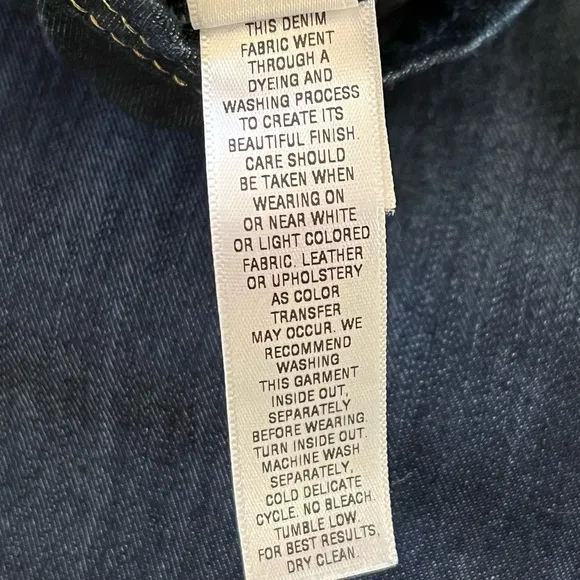 THIS DENIM
FABRIC WENT
THROUGH A
DYEING AND
WASHING PROCESS
TO CREATE ITS
BEAUTIFUL FINISH.
CARE SHOULD
BE TAKEN WHEN
WEARING ON
OR NEAR WHITE
OR LIGHT COLORED
FABRIC. LEATHER
OR UPHOLSTERY
AS COLOR
TRANSFER
MAY OCCUR. WE
RECOMMEND
WASHING
THIS GARMENT
INSIDE OUT,
SEPARATELY
BEFORE WEARING.
TURN INSIDE OUT.
MACHINE WASH
SEPARATELY,
COLD DELICATE
CYCLE. NO BLEACH.
TUMBLE LOW.
FOR BEST RESULTS,
DRY CLEAN.